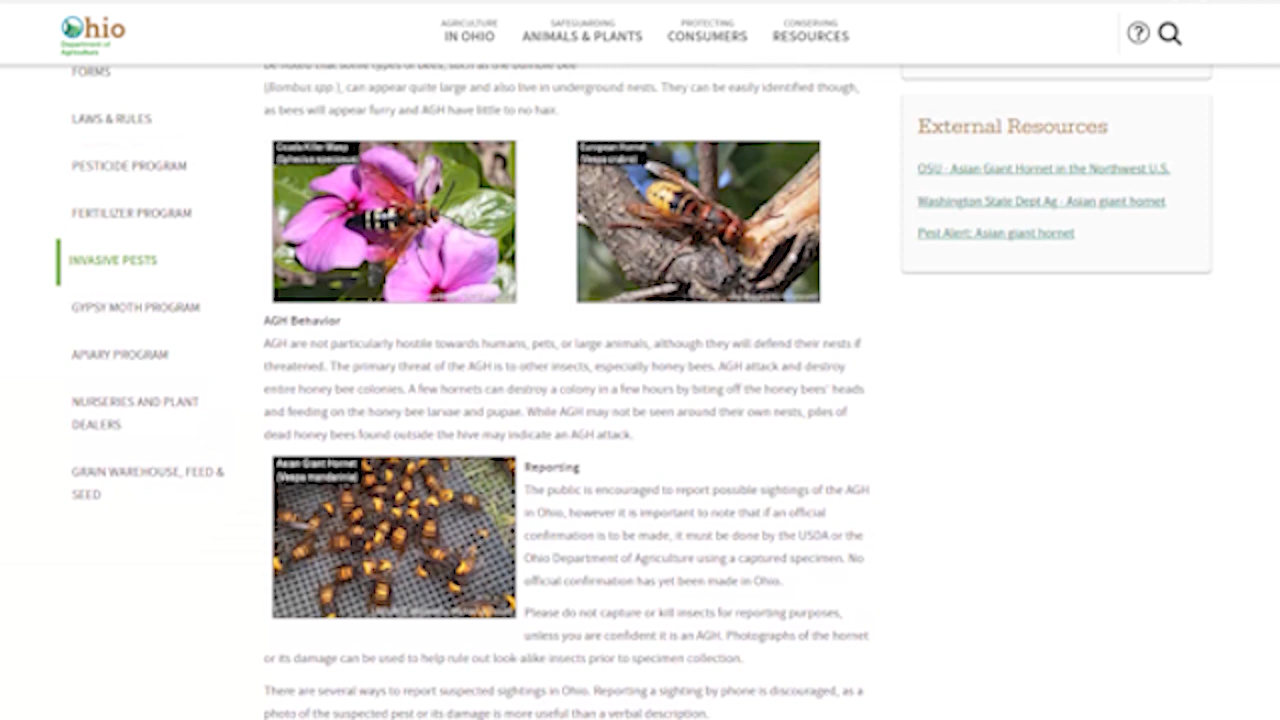 Ohio
Department of
Agriculture
AGRICULTURE
IN OHIO
SAFEGUARDING
ANIMALS & PLANTS
PROTECTING
CONSUMERS
CONSERVING
RESOURCES
FORMS
LAWS & RULES
PESTICIDE PROGRAM
FERTILIZER PROGRAM
INVASIVE PESTS
GYPSY MOTH PROGRAM
APIARY PROGRAM
NURSERIES AND PLANT
DEALERS
GRAIN WAREHOUSE, FEED &
SEED
be noted that some types of bees, such as the bumble bee
(Bombus spp.), can appear quite large and also live in underground nests. They can be easily identified though,
as bees will appear furry and AGH have little to no hair.
Cicada Killer Wasp
(Sphecius speciosus)
European Hornet
(Vespa crabro)
AGH Behavior
AGH are not particularly hostile towards humans, pets, or large animals, although they will defend their nests if
threatened. The primary threat of the AGH is to other insects, especially honey bees. AGH attack and destroy
entire honey bee colonies. A few hornets can destroy a colony in a few hours by biting off the honey bees' heads
and feeding on the honey bee larvae and pupae. While AGH may not be seen around their own nests, piles of
dead honey bees found outside the hive may indicate an AGH attack.
Asian Giant Hornet
(Vespa mandarinia)
Reporting
The public is encouraged to report possible sightings of the AGH
in Ohio, however it is important to note that if an official
confirmation is to be made, it must be done by the USDA or the
Ohio Department of Agriculture using a captured specimen. No
official confirmation has yet been made in Ohio.
Please do not capture or kill insects for reporting purposes,
unless you are confident it is an AGH. Photographs of the hornet
or its damage can be used to help rule out look-alike insects prior to specimen collection.
There are several ways to report suspected sightings in Ohio. Reporting a sighting by phone is discouraged, as a
photo of the suspected pest or its damage is more useful than a verbal description.
External Resources
OSU - Asian Giant Hornet in the Northwest U.S.
Washington State Dept Ag - Asian giant hornet
Pest Alert: Asian giant hornet